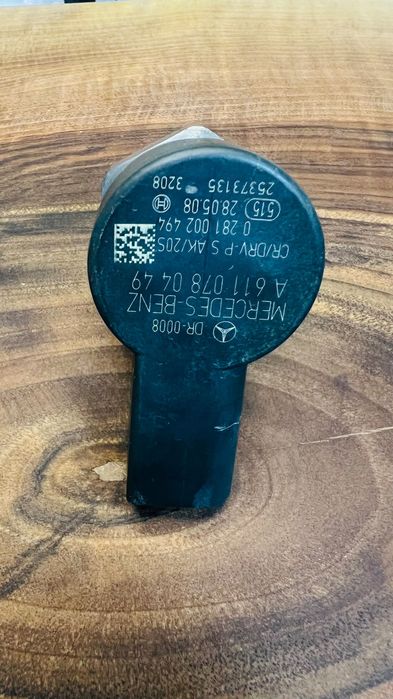 DR-0008
MERCEDES-BENZ
A 611 078 04 49
CR/DRV-P S AK/20S
0 281 002 494
515 28.05.08 3208
25373135